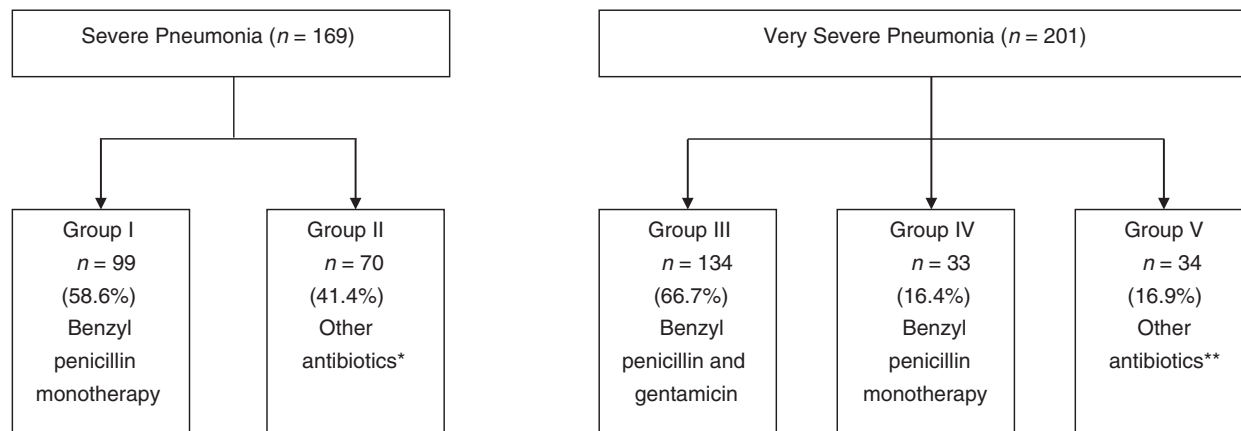 Severe Pneumonia (n = 169)
Very Severe Pneumonia (n = 201)
Group I
n = 99
(58.6%)
Benzyl
penicillin
monotherapy
Group II
n = 70
(41.4%)
Other
antibiotics*
Group III
n = 134
(66.7%)
Benzyl
penicillin and
gentamicin
Group IV
n = 33
(16.4%)
Benzyl
penicillin
monotherapy
Group V
n = 34
(16.9%)
Other
antibiotics**